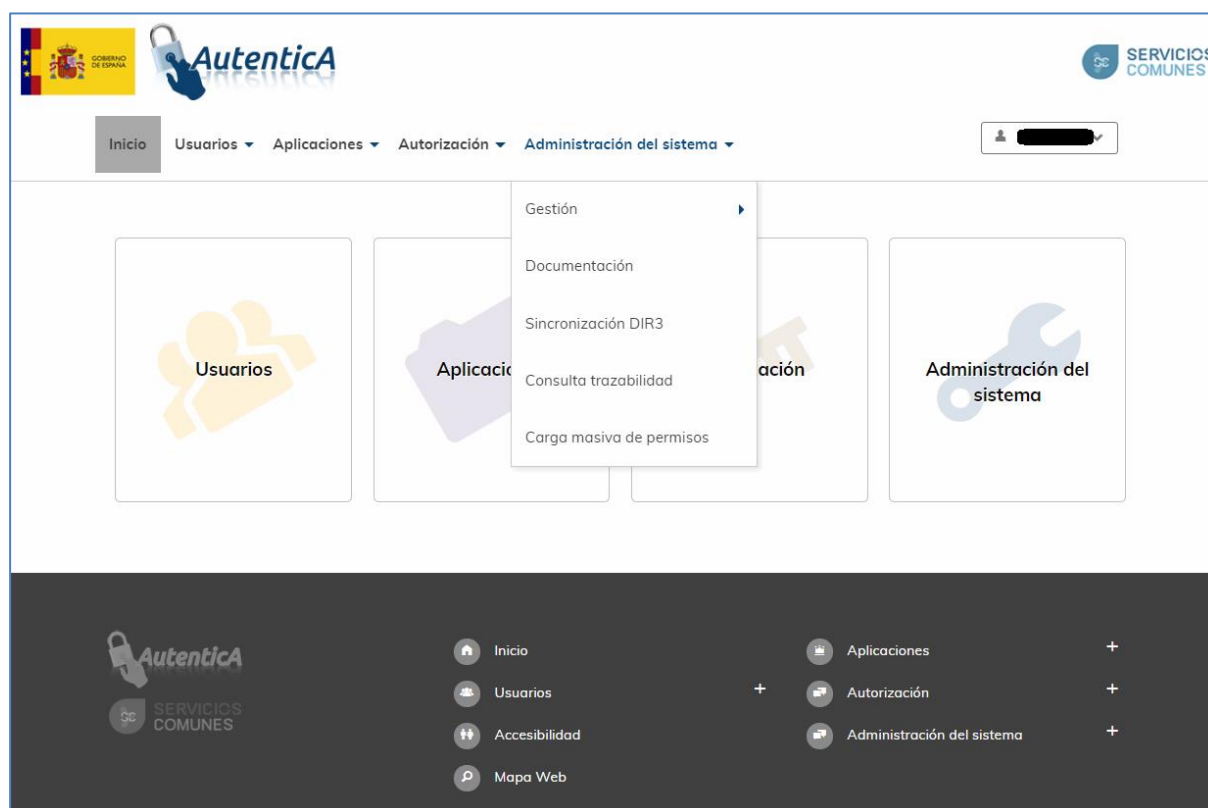 GOBIERNO
DE ESPAÑA
AutenticA
SERVICIOS
COMUNES
Inicio
Usuarios
Aplicaciones
Autorización
Administración del sistema
Gestión
Documentación
Sincronización DIR3
Consulta trazabilidad
Carga masiva de permisos
Usuarios
Aplicacio
ación
Administración del
sistema
AutenticA
SERVICIOS
COMUNES
Inicio
Usuarios
Accesibilidad
Mapa Web
Aplicaciones
Autorización
Administración del sistema